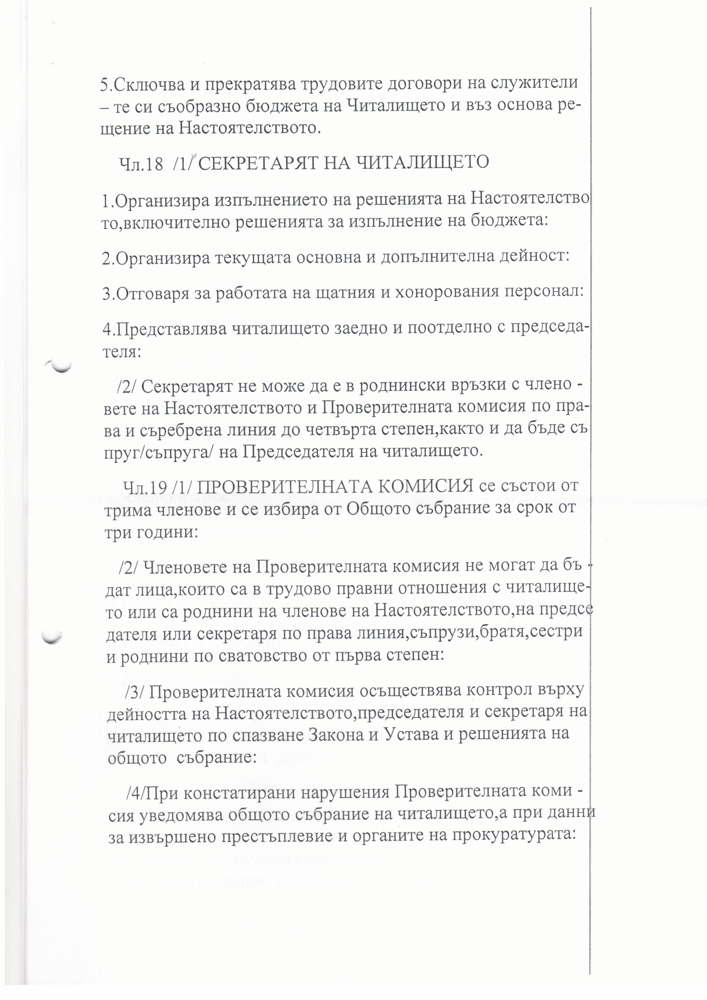 5.Сключва и прекратява трудовите договори на служители
– те си съобразно бюджета на Читалището и въз основа ре-
щение на Настоятелството.
Чл.18 /1/ СЕКРЕТАРЯТ НА ЧИТАЛИЩЕТО
1.Организира изпълнението на решенията на Настоятелство
то,включително решенията за изпълнение на бюджета:
2.Организира текущата основна и допълнителна дейност:
3.Отговаря за работата на щатния и хонорования персонал:
4.Представлява читалището заедно и поотделно с председа-
теля:
/2/ Секретарят не може да е в роднински връзки с члено -
вете на Настоятелството и Проверителната комисия по пра-
ва и съребрена линия до четвърта степен,както и да бъде съ
пруг/съпруга/ на Председателя на читалището.
Чл.19 /1/ ПРОВЕРИТЕЛНАТА КОМИСИЯ се състои от
трима членове и се избира от Общото събрание за срок от
три години:
/2/ Членовете на Проверителната комисия не могат да бъ -
дат лица,които са в трудово правни отношения с читалище-
то или са роднини на членове на Настоятелството,на предсе
дателя или секретаря по права линия,съпрузи,братя,сестри
и роднини по сватовство от първа степен:
/3/ Проверителната комисия осъществява контрол върху
дейността на Настоятелството,председателя и секретаря на
читалището по спазване Закона и Устава и решенията на
общото събрание:
/4/При констатирани нарушения Проверителната коми -
сия уведомява общото събрание на читалището,а при данни
за извършено престъплевие и органите на прокуратурата: